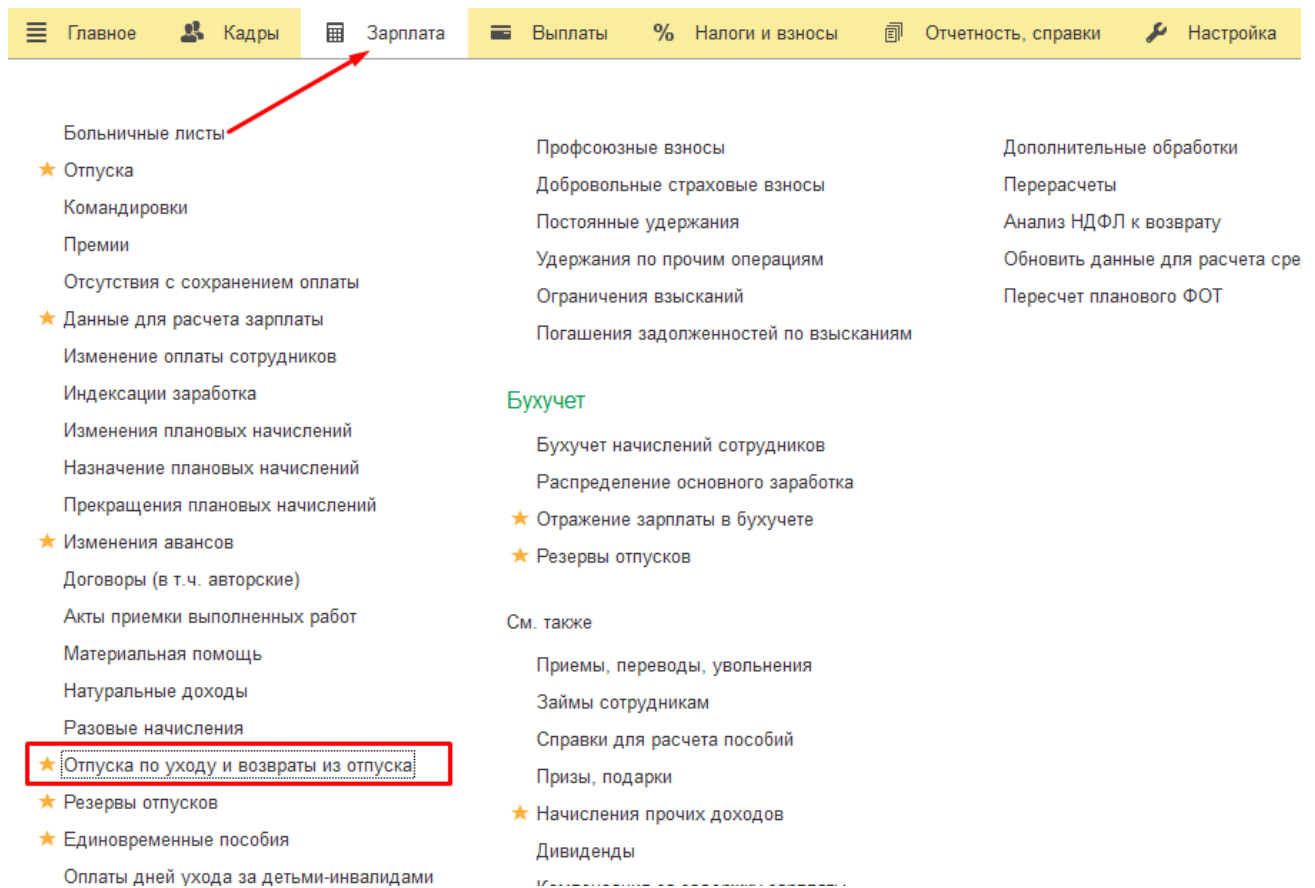 Главное Кадры Зарплата Выплаты % Налоги и взносы Отчетность, справки Настройка
Больничные листы
Отпуска
Командировки
Премии
Отсутствия с сохранением оплаты
Данные для расчета зарплаты
Изменение оплаты сотрудников
Индексации заработка
Изменения плановых начислений
Назначение плановых начислений
Прекращения плановых начислений
Изменения авансов
Договоры (в т.ч. авторские)
Акты приемки выполненных работ
Материальная помощь
Натуральные доходы
Разовые начисления
Отпуска по уходу и возвраты из отпуска
Резервы отпусков
Единовременные пособия
Оплаты дней ухода за детьми-инвалидами
Профсоюзные взносы
Добровольные страховые взносы
Постоянные удержания
Удержания по прочим операциям
Ограничения взысканий
Погашения задолженностей по взысканиям
Бухучет
Бухучет начислений сотрудников
Распределение основного заработка
Отражение зарплаты в бухучете
Резервы отпусков
См. также
Приемы, переводы, увольнения
Займы сотрудникам
Справки для расчета пособий
Призы, подарки
Начисления прочих доходов
Дивиденды
Компенсация за задержку зарплаты
Дополнительные обработки
Перерасчеты
Анализ НДФЛ к возврату
Обновить данные для расчета сре
Пересчет планового ФОТ